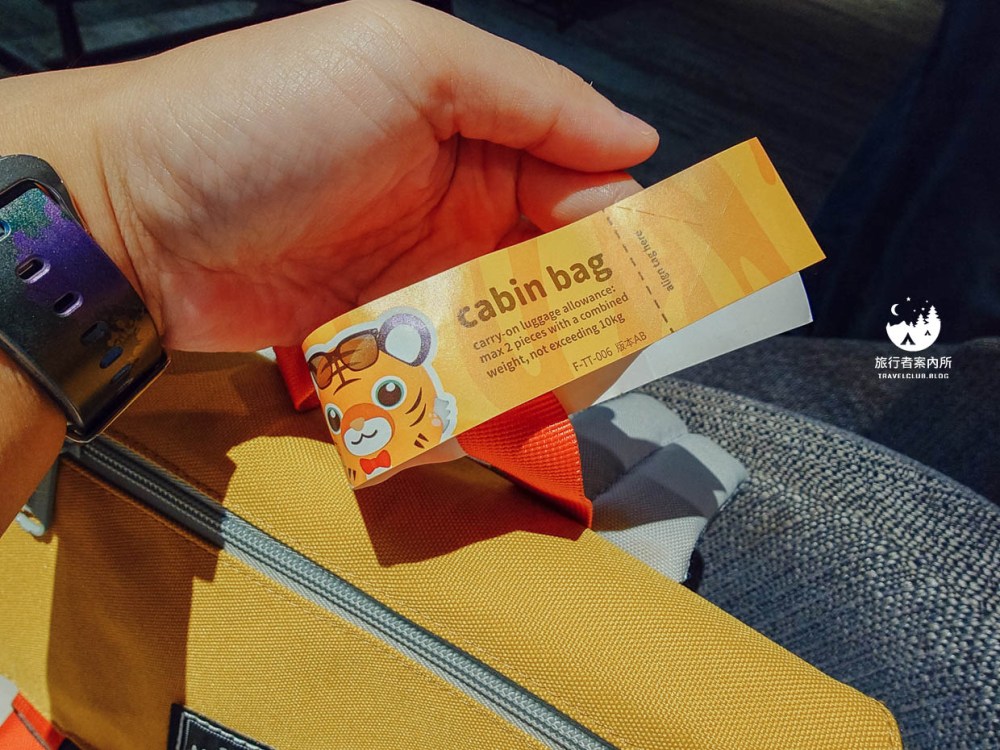 cabin bag
carry-on luggage allowance:
max 2 pieces with a combined
weight, not exceeding 10kg
F-TT-006 版本AB
align tag here
旅行者案內所
TRAVELCLUB.BLOG